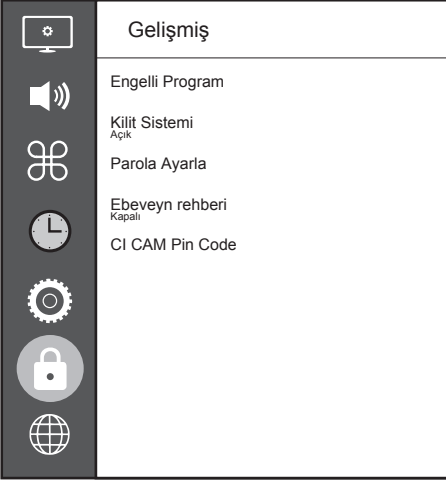 Gelişmiş
Engelli Program
Kilit Sistemi
Açık
Parola Ayarla
Ebeveyn rehberi
Kapalı
CI CAM Pin Code